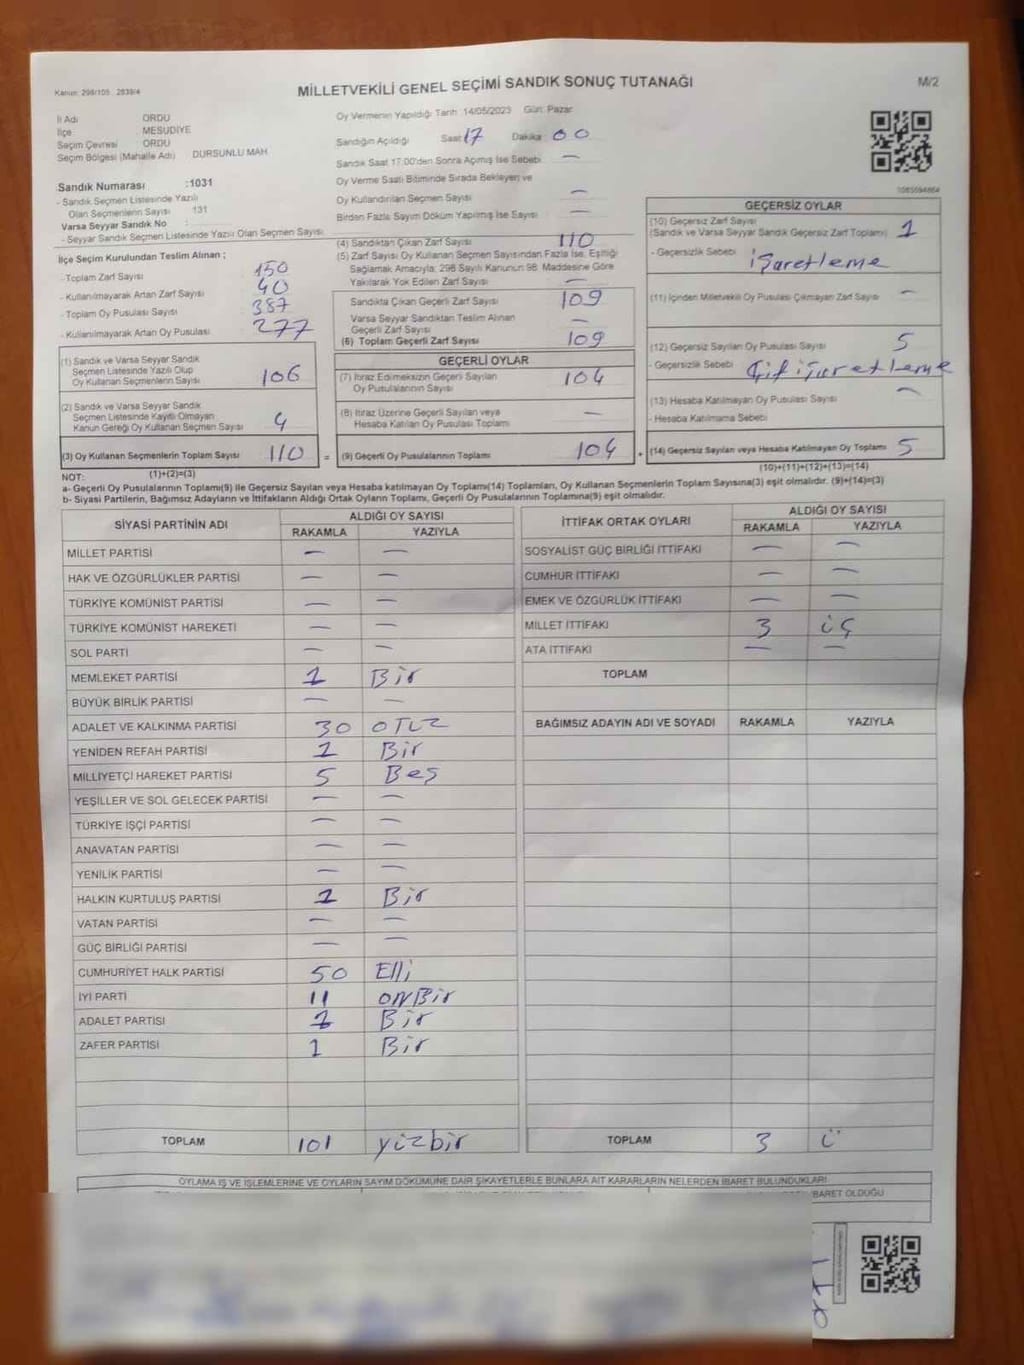 Kanun: 298/105 2839/4
MİLLETVEKİLİ GENEL SEÇİMİ SANDIK SONUÇ TUTANAĞI
M/2
İl Adı ORDU
İlçe MESUDİYE
Seçim Çevresi ORDU
Seçim Bölgesi (Mahalle Adı) DURSUNLU MAH
Sandık Numarası :1031
- Sandık Seçmen Listesinde Yazılı
Olan Seçmenlerin Sayısı 131
Varsa Seyyar Sandık No :
- Seyyar Sandık Seçmen Listesinde Yazılı Olan Seçmen Sayısı
İlçe Seçim Kurulundan Teslim Alınan ;
- Toplam Zarf Sayısı 150
- Kullanılmayarak Artan Zarf Sayısı 40
- Toplam Oy Pusulası Sayısı 387
- Kullanılmayarak Artan Oy Pusulası 277
(1) Sandık ve Varsa Seyyar Sandık
Seçmen Listesinde Yazılı Olup
Oy Kullanan Seçmenlerin Sayısı 106
(2) Sandık ve Varsa Seyyar Sandık
Seçmen Listesinde Kayıtlı Olmayan
Kanun Gereği Oy Kullanan Seçmen Sayısı 4
(3) Oy Kullanan Seçmenlerin Toplam Sayısı 110 =
Oy Vermenin Yapıldığı Tarih: 14/05/2023 Gün: Pazar
Sandığın Açıldığı Saat 17 Dakika 00
Sandık Saat 17.00'den Sonra Açılmış İse Sebebi —
Oy Verme Saati Bitiminde Sırada Bekleyen ve
Oy Kullandırılan Seçmen Sayısı —
Birden Fazla Sayım Döküm Yapılmış İse Sayısı —
(4) Sandıktan Çıkan Zarf Sayısı 110
(5) Zarf Sayısı Oy Kullanan Seçmen Sayısından Fazla İse, Eşitliği
Sağlamak Amacıyla; 298 Sayılı Kanunun 98. Maddesine Göre
Yakılarak Yok Edilen Zarf Sayısı —
Sandıkta Çıkan Geçerli Zarf Sayısı 109
Varsa Seyyar Sandıktan Teslim Alınan
Geçerli Zarf Sayısı —
(6) Toplam Geçerli Zarf Sayısı 109
GEÇERLİ OYLAR
(7) İtiraz Edilmeksizin Geçerli Sayılan
Oy Pusulalarının Sayısı 104
(8) İtiraz Üzerine Geçerli Sayılan veya
Hesaba Katılan Oy Pusulası Toplamı —
(9) Geçerli Oy Pusulalarının Toplamı 104 +
1085594864
GEÇERSİZ OYLAR
(10) Geçersiz Zarf Sayısı
(Sandık ve Varsa Seyyar Sandık Geçersiz Zarf Toplamı) 1
- Geçersizlik Sebebi işaretleme
(11) İçinden Milletvekili Oy Pusulası Çıkmayan Zarf Sayısı —
(12) Geçersiz Sayılan Oy Pusulası Sayısı 5
- Geçersizlik Sebebi Çift işaretleme
(13) Hesaba Katılmayan Oy Pusulası Sayısı —
- Hesaba Katılmama Sebebi
(14) Geçersiz Sayılan veya Hesaba Katılmayan Oy Toplamı 5
NOT: (1)+(2)=(3)
(10)+(11)+(12)+(13)=(14)
a- Geçerli Oy Pusulalarının Toplamı(9) ile Geçersiz Sayılan veya Hesaba katılmayan Oy Toplamı(14) Toplamları, Oy Kullanan Seçmenlerin Toplam Sayısına(3) eşit olmalıdır. (9)+(14)=(3)
b- Siyasi Partilerin, Bağımsız Adayların ve İttifakların Aldığı Ortak Oyların Toplamı, Geçerli Oy Pusulalarının Toplamına(9) eşit olmalıdır.
SİYASİ PARTİNİN ADI ALDIĞI OY SAYISI
RAKAMLA YAZIYLA
MİLLET PARTİSİ — —
HAK VE ÖZGÜRLÜKLER PARTİSİ — —
TÜRKİYE KOMÜNİST PARTİSİ — —
TÜRKİYE KOMÜNİST HAREKETİ — —
SOL PARTİ — —
MEMLEKET PARTİSİ 1 Bir
BÜYÜK BİRLİK PARTİSİ — —
ADALET VE KALKINMA PARTİSİ 30 OTUZ
YENİDEN REFAH PARTİSİ 1 Bir
MİLLİYETÇİ HAREKET PARTİSİ 5 Beş
YEŞİLLER VE SOL GELECEK PARTİSİ — —
TÜRKİYE İŞÇİ PARTİSİ — —
ANAVATAN PARTİSİ — —
YENİLİK PARTİSİ — —
HALKIN KURTULUŞ PARTİSİ 1 Bir
VATAN PARTİSİ — —
GÜÇ BİRLİĞİ PARTİSİ — —
CUMHURİYET HALK PARTİSİ 50 Elli
İYİ PARTİ 11 onBir
ADALET PARTİSİ 1 Bir
ZAFER PARTİSİ 1 Bir
TOPLAM 101 yüzbir
İTTİFAK ORTAK OYLARI ALDIĞI OY SAYISI
RAKAMLA YAZIYLA
SOSYALİST GÜÇ BİRLİĞİ İTTİFAKI — —
CUMHUR İTTİFAKI — —
EMEK VE ÖZGÜRLÜK İTTİFAKI — —
MİLLET İTTİFAKI 3 üç
ATA İTTİFAKI — —
TOPLAM
BAĞIMSIZ ADAYIN ADI VE SOYADI RAKAMLA YAZIYLA
TOPLAM 3 ü
OYLAMA İŞ VE İŞLEMLERİNE VE OYLARIN SAYIM DÖKÜMÜNE DAİR ŞİKAYETLERLE BUNLARA AİT KARARLARIN NELERDEN İBARET BULUNDUKLARI
İBARET OLDUĞU